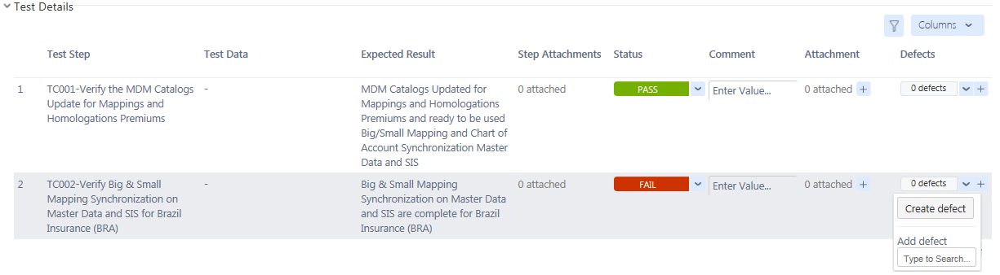 Test Details
Columns
Test Step
Test Data
Expected Result
Step Attachments
Status
Comment
Attachment
Defects
1
TC001-Verify the MDM Catalogs
Update for Mappings and
Homologations Premiums
-
MDM Catalogs Updated for
Mappings and Homologations
Premiums and ready to be used
Big/Small Mapping and Chart of
Account Synchronization Master
Data and SIS
0 attached
PASS
Enter Value...
0 attached
+
0 defects
+
2
TC002-Verify Big & Small
Mapping Synchronization on
Master Data and SIS for Brazil
Insurance (BRA)
-
Big & Small Mapping
Synchronization on Master Data
and SIS are complete for Brazil
Insurance (BRA)
0 attached
FAIL
Enter Value...
0 attached
+
0 defects
+
Create defect
Add defect
Type to Search...